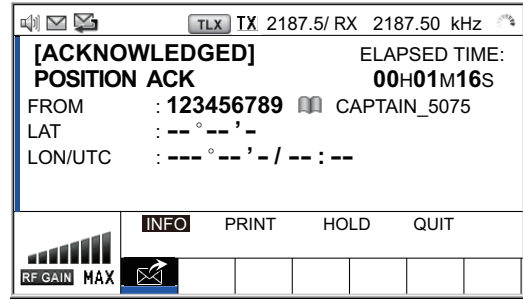 TLX TX 2187.5/ RX 2187.50 kHz
[ACKNOWLEDGED] ELAPSED TIME:
POSITION ACK 00H01M16S
FROM : 123456789 CAPTAIN_5075
LAT : -- ° -- ’ -
LON/UTC : --- ° -- ’ - / -- : --
INFO PRINT HOLD QUIT
RF GAIN MAX